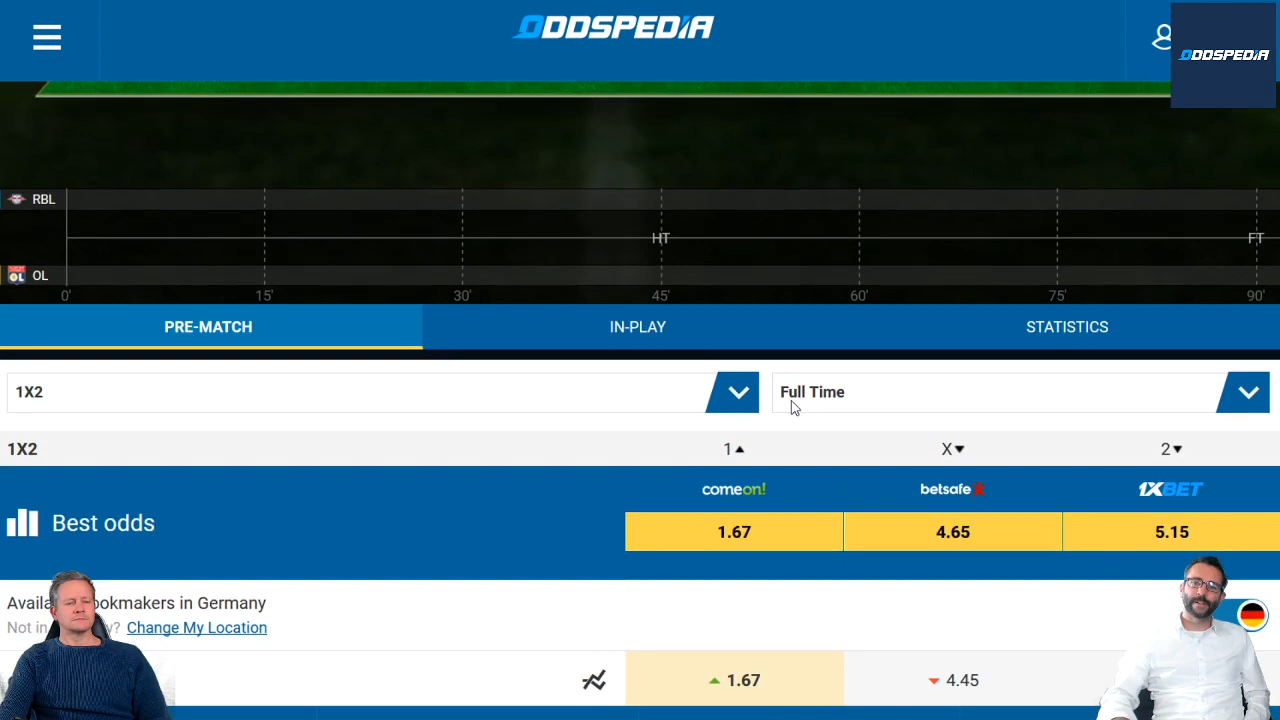 ODDSPEDIA
ODDSPEDIA
RBL
HT
FT
OL
0'
15'
30'
45'
60'
75'
90'
PRE-MATCH
IN-PLAY
STATISTICS
1X2
Full Time
1X2
1
X
2
comeon!
betsafe
1XBET
Best odds
1.67
4.65
5.15
bookmakers in Germany
Not in
? Change My Location
1.67
4.45